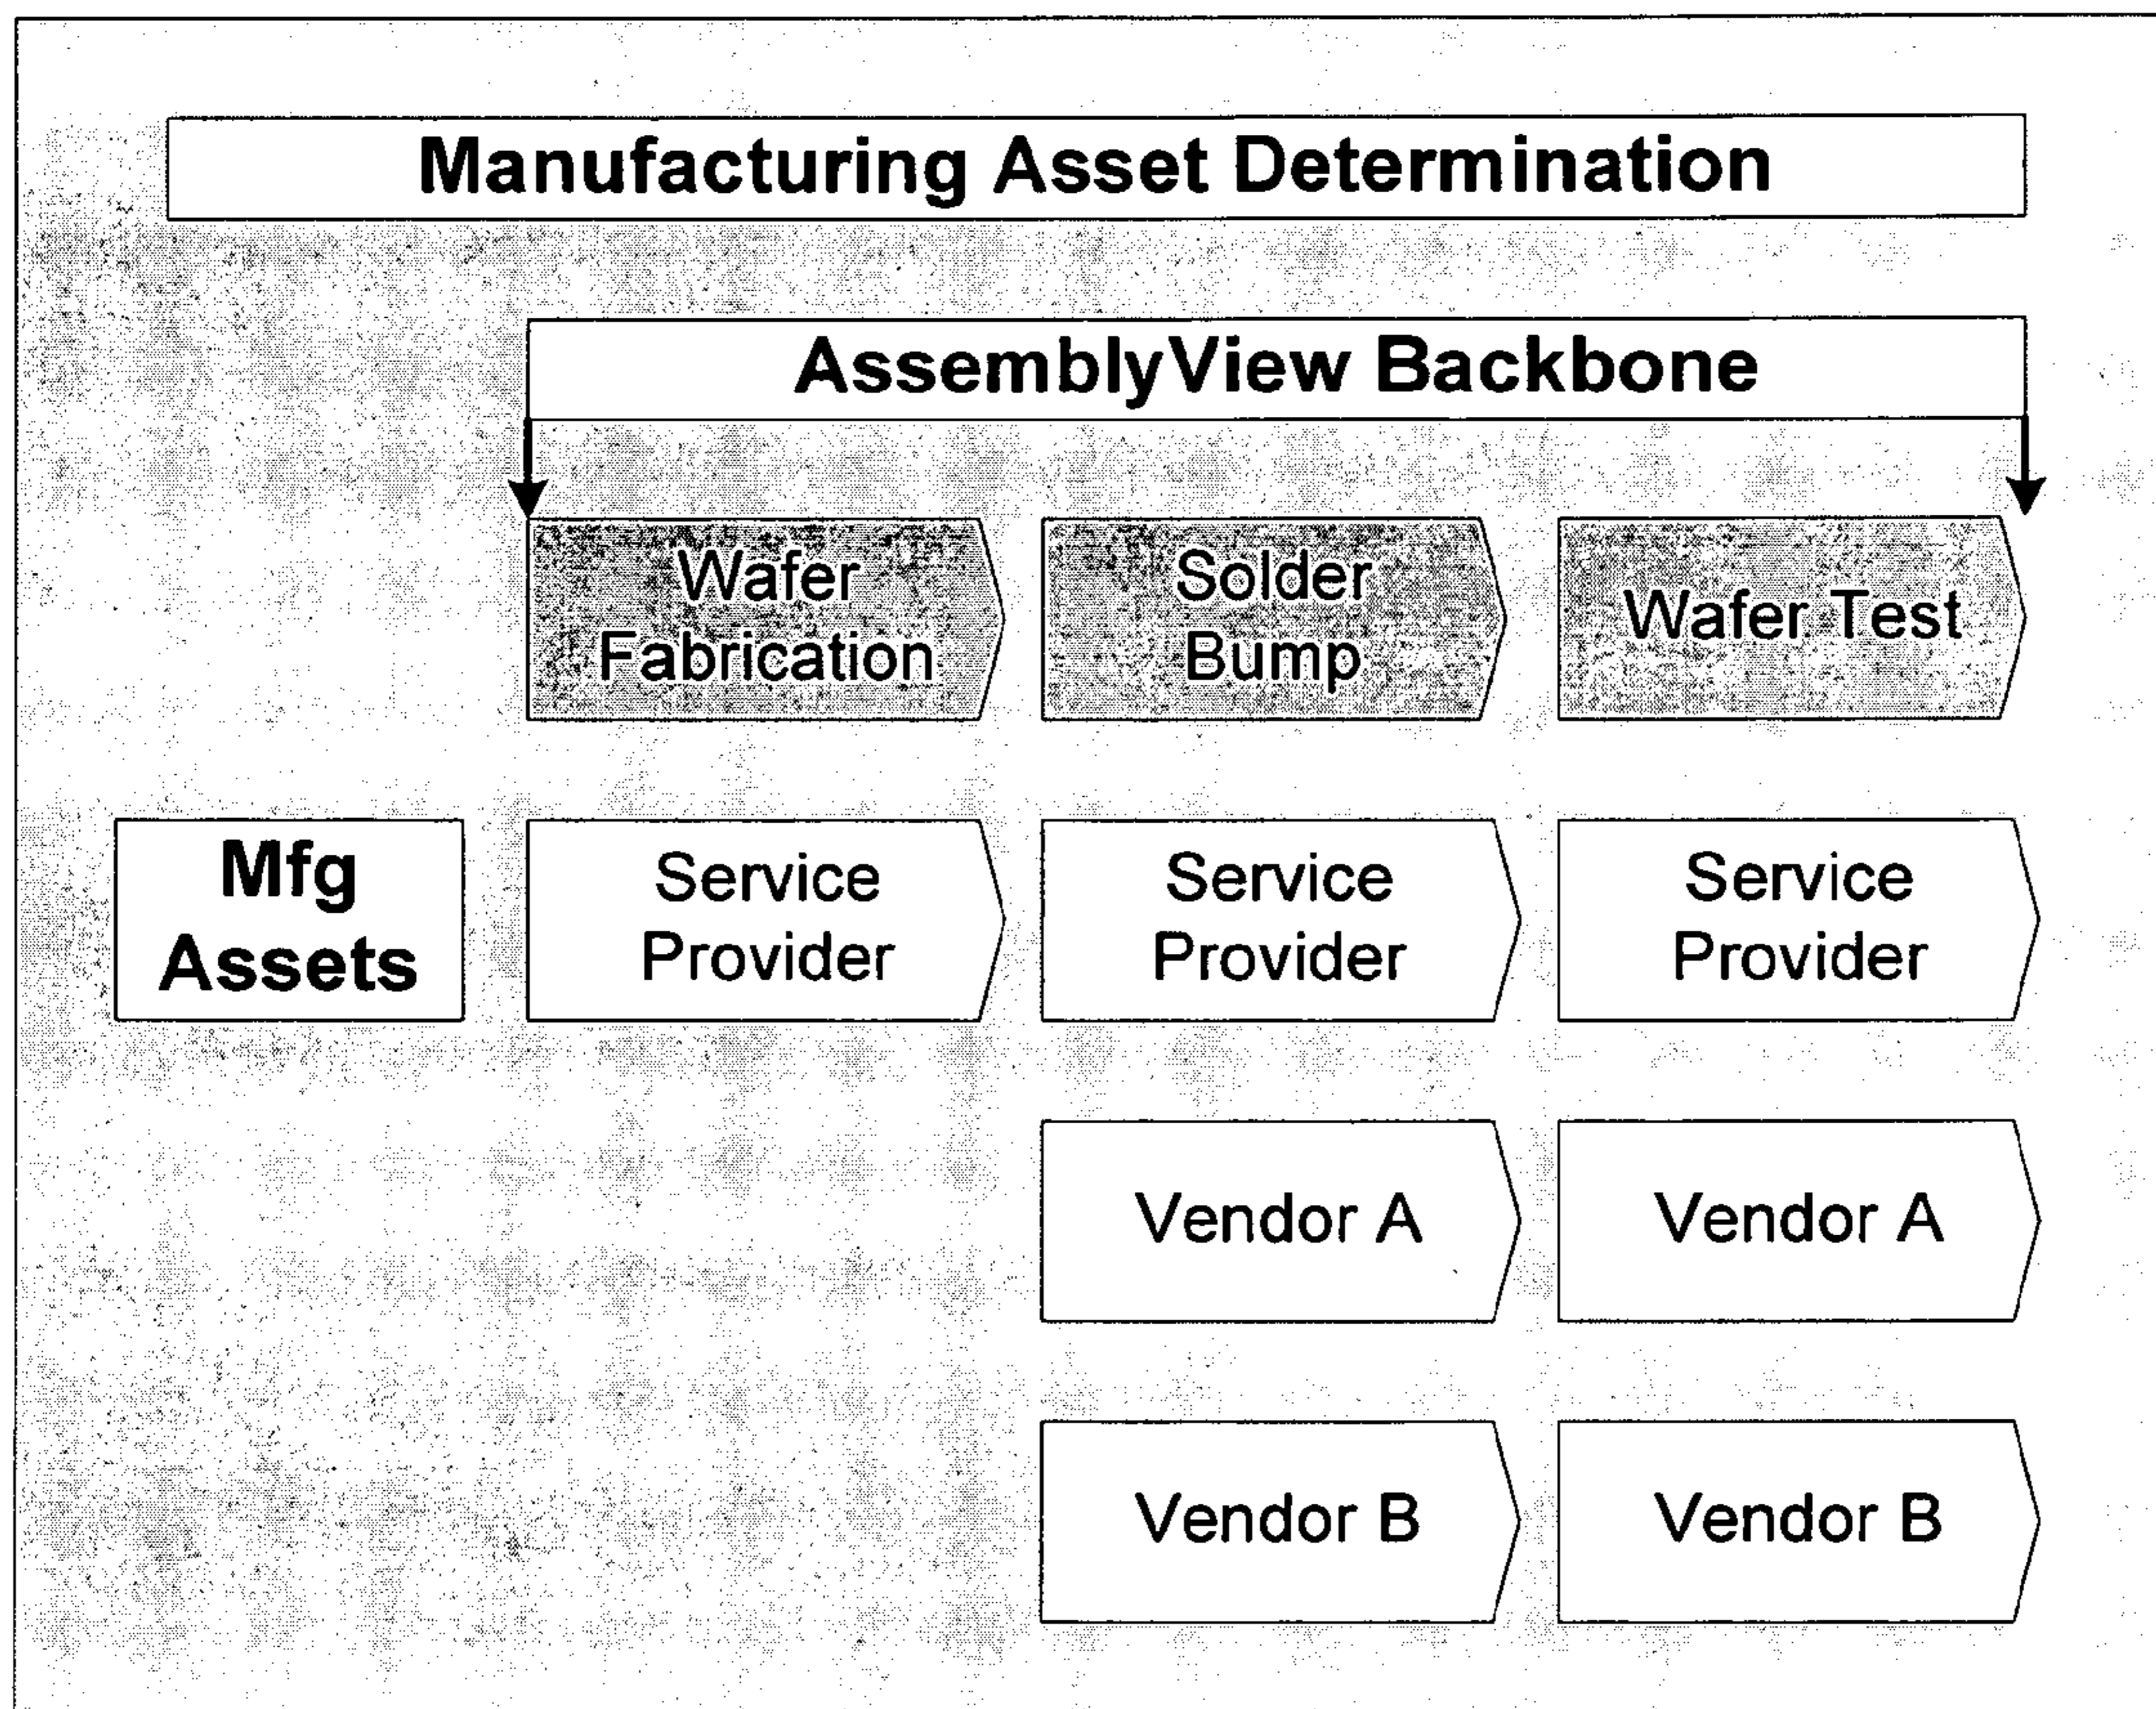 Manufacturing Asset Determination
AssemblyView Backbone
Wafer
Fabrication
Solder
Bump
Wafer Test
Mfg
Assets
Service
Provider
Service
Provider
Service
Provider
Vendor A
Vendor A
Vendor B
Vendor B